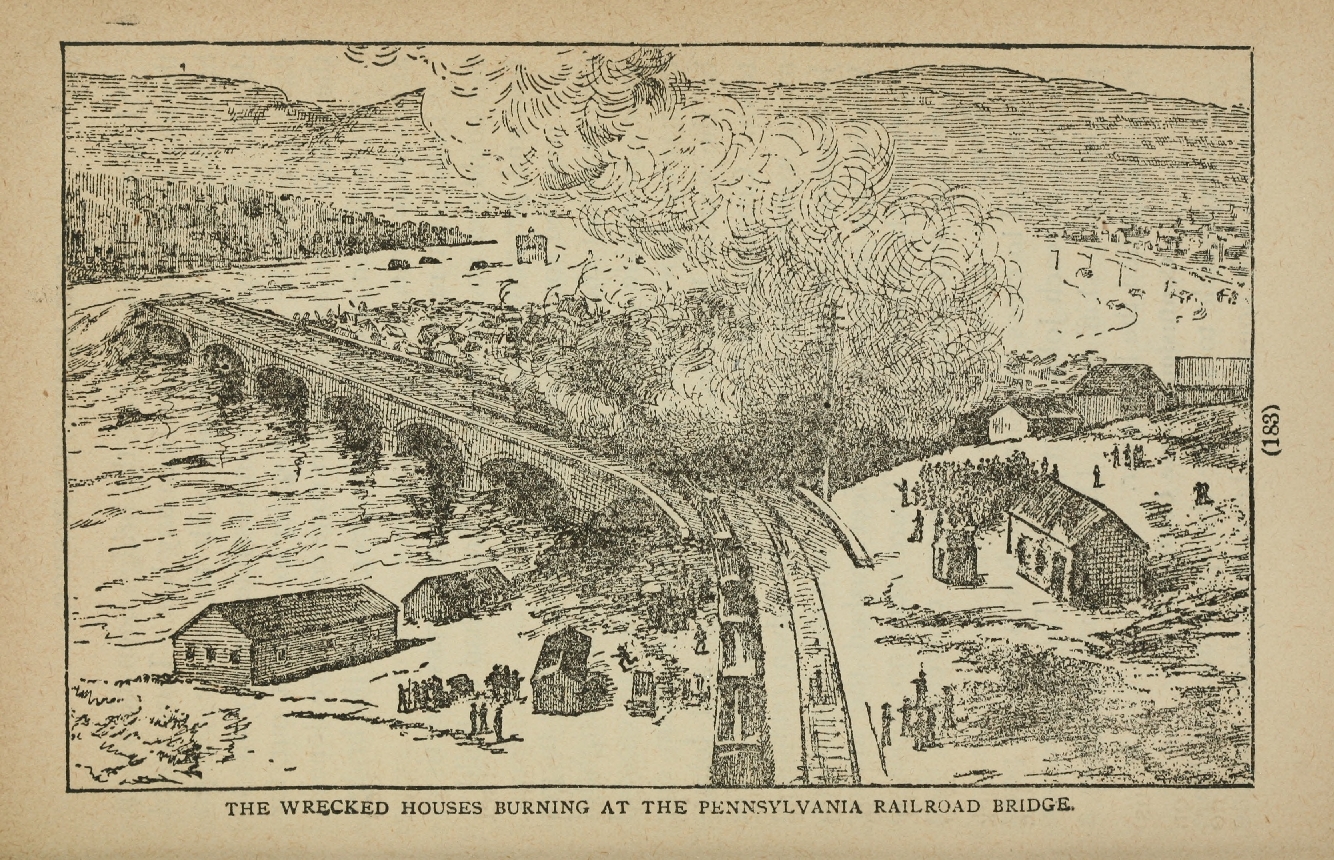 THE WRECKED HOUSES BURNING AT THE PENNSYLVANIA RAILROAD BRIDGE.
(183)